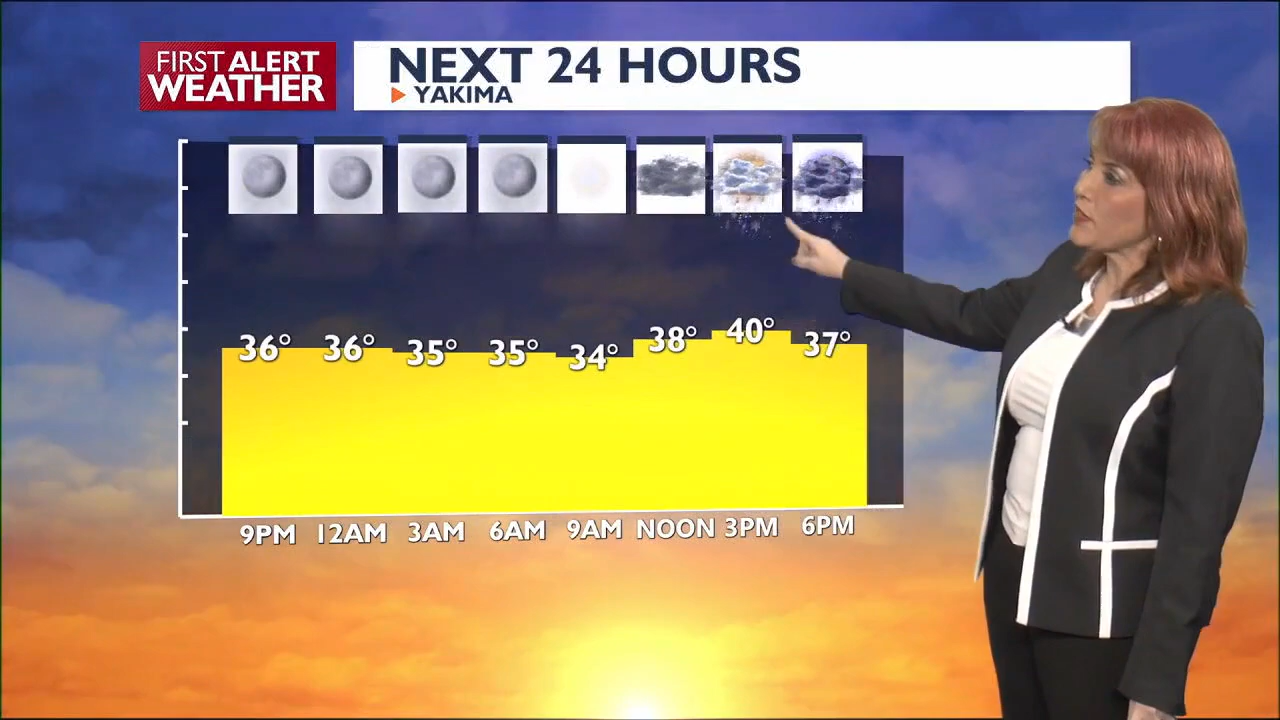 FIRST ALERT
WEATHER
NEXT 24 HOURS
YAKIMA
36° 36° 35° 35° 34° 38° 40° 37°
9PM 12AM 3AM 6AM 9AM NOON 3PM 6PM